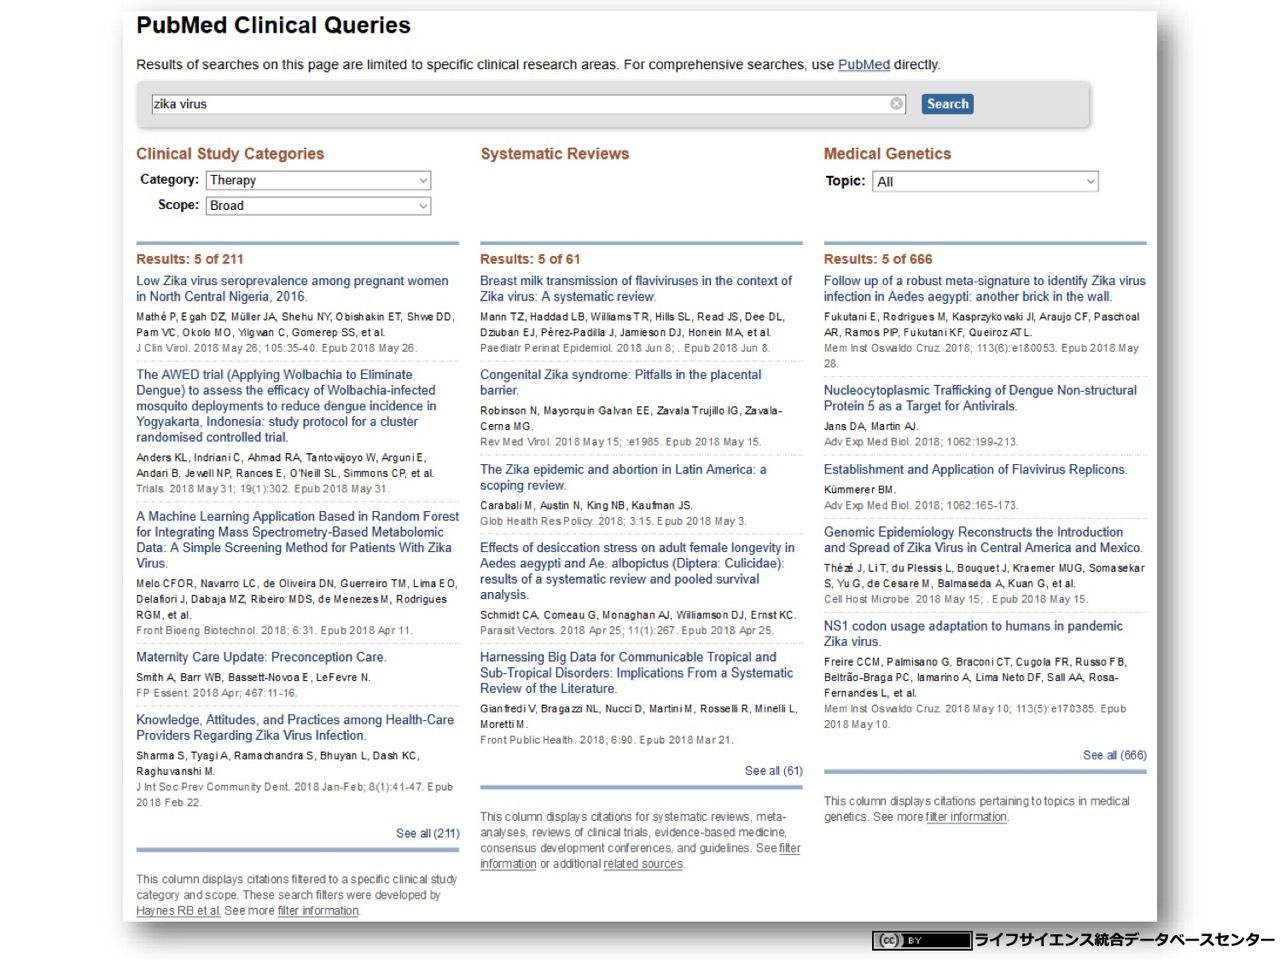 PubMed Clinical Queries
Results of searches on this page are limited to specific clinical research areas. For comprehensive searches, use PubMed directly.
zika virus
Search
Clinical Study Categories
Category: Therapy
Scope: Broad
Results: 5 of 211
Low Zika virus seroprevalence among pregnant women
in North Central Nigeria, 2016.
Mathé P, Egah DZ, Müller JA, Shehu NY, Obishakin ET, Shwe DD,
Pam VC, Okolo MO, Yilgwan C, Gomerep SS, et al.
J Clin Virol. 2018 May 26; 105:35-40. Epub 2018 May 26.
The AWED trial (Applying Wolbachia to Eliminate
Dengue) to assess the efficacy of Wolbachia-infected
mosquito deployments to reduce dengue incidence in
Yogyakarta, Indonesia: study protocol for a cluster
randomised controlled trial.
Anders KL, Indriani C, Ahmad RA, Tantowijoyo W, Arguni E,
Andari B, Jewell NP, Rances E, O'Neill SL, Simmons CP, et al.
Trials. 2018 May 31; 19(1):302. Epub 2018 May 31.
A Machine Learning Application Based in Random Forest
for Integrating Mass Spectrometry-Based Metabolomic
Data: A Simple Screening Method for Patients With Zika
Virus.
Melo CFOR, Navarro LC, de Oliveira DN, Guerreiro TM, Lima EO,
Delafiori J, Dabaja MZ, Ribeiro MDS, de Menezes M, Rodrigues
RGM, et al.
Front Bioeng Biotechnol. 2018; 6:31. Epub 2018 Apr 11.
Maternity Care Update: Preconception Care.
Smith A, Barr WB, Bassett-Novoa E, LeFevre N.
FP Essent. 2018 Apr; 467:11-16.
Knowledge, Attitudes, and Practices among Health-Care
Providers Regarding Zika Virus Infection.
Sharma S, Tyagi A, Ramachandra S, Bhuyan L, Dash KC,
Raghuvanshi M.
J Int Soc Prev Community Dent. 2018 Jan-Feb; 8(1):41-47. Epub
2018 Feb 22.
See all (211)
This column displays citations filtered to a specific clinical study
category and scope. These search filters were developed by
Haynes RB et al. See more filter information.
Systematic Reviews
Results: 5 of 61
Breast milk transmission of flaviviruses in the context of
Zika virus: A systematic review.
Mann TZ, Haddad LB, Williams TR, Hills SL, Read JS, Dee DL,
Dziuban EJ, Pérez-Padilla J, Jamieson DJ, Honein MA, et al.
Paediatr Perinat Epidemiol. 2018 Jun 8; . Epub 2018 Jun 8.
Congenital Zika syndrome: Pitfalls in the placental
barrier.
Robinson N, Mayorquin Galvan EE, Zavala Trujillo IG, Zavala-
Cerna MG.
Rev Med Virol. 2018 May 15; :e1985. Epub 2018 May 15.
The Zika epidemic and abortion in Latin America: a
scoping review.
Carabali M, Austin N, King NB, Kaufman JS.
Glob Health Res Policy. 2018; 3:15. Epub 2018 May 3.
Effects of desiccation stress on adult female longevity in
Aedes aegypti and Ae. albopictus (Diptera: Culicidae):
results of a systematic review and pooled survival
analysis.
Schmidt CA, Comeau G, Monaghan AJ, Williamson DJ, Ernst KC.
Parasit Vectors. 2018 Apr 25; 11(1):267. Epub 2018 Apr 25.
Harnessing Big Data for Communicable Tropical and
Sub-Tropical Disorders: Implications From a Systematic
Review of the Literature.
Gianfredi V, Bragazzi NL, Nucci D, Martini M, Rosselli R, Minelli L,
Moretti M.
Front Public Health. 2018; 6:90. Epub 2018 Mar 21.
See all (61)
This column displays citations for systematic reviews, meta-
analyses, reviews of clinical trials, evidence-based medicine,
consensus development conferences, and guidelines. See filter
information or additional related sources.
Medical Genetics
Topic: All
Results: 5 of 666
Follow up of a robust meta-signature to identify Zika virus
infection in Aedes aegypti: another brick in the wall.
Fukutani E, Rodrigues M, Kasprzykowski JI, Araujo CF, Paschoal
AR, Ramos PIP, Fukutani KF, Queiroz ATL.
Mem Inst Oswaldo Cruz. 2018; 113(6):e180053. Epub 2018 May
28.
Nucleocytoplasmic Trafficking of Dengue Non-structural
Protein 5 as a Target for Antivirals.
Jans DA, Martin AJ.
Adv Exp Med Biol. 2018; 1062:199-213.
Establishment and Application of Flavivirus Replicons.
Kümmerer BM.
Adv Exp Med Biol. 2018; 1062:165-173.
Genomic Epidemiology Reconstructs the Introduction
and Spread of Zika Virus in Central America and Mexico.
Thézé J, Li T, du Plessis L, Bouquet J, Kraemer MUG, Somasekar
S, Yu G, de Cesare M, Balmaseda A, Kuan G, et al.
Cell Host Microbe. 2018 May 15; . Epub 2018 May 15.
NS1 codon usage adaptation to humans in pandemic
Zika virus.
Freire CCM, Palmisano G, Braconi CT, Cugola FR, Russo FB,
Beltrão-Braga PC, Iamarino A, Lima Neto DF, Sall AA, Rosa-
Fernandes L, et al.
Mem Inst Oswaldo Cruz. 2018 May 10; 113(5):e170385. Epub
2018 May 10.
See all (666)
This column displays citations pertaining to topics in medical
genetics. See more filter information.
cc BY ライフサイエンス統合データベースセンター